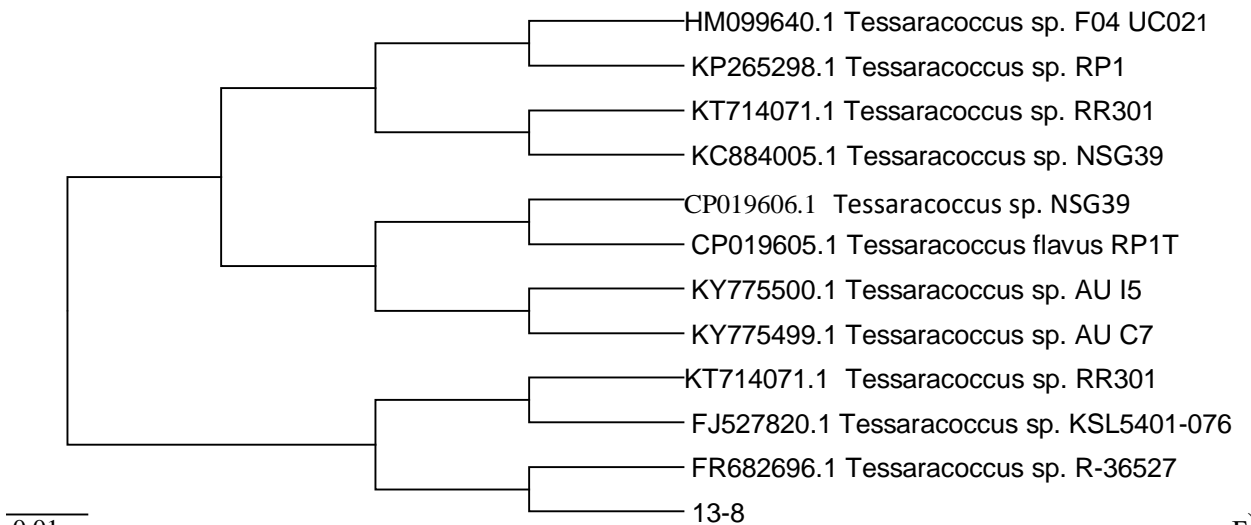 HM099640.1 Tessaracoccus sp. F04 UC021
KP265298.1 Tessaracoccus sp. RP1
KT714071.1 Tessaracoccus sp. RR301
KC884005.1 Tessaracoccus sp. NSG39
CP019606.1 Tessaracoccus sp. NSG39
CP019605.1 Tessaracoccus flavus RP1T
KY775500.1 Tessaracoccus sp. AU I5
KY775499.1 Tessaracoccus sp. AU C7
KT714071.1 Tessaracoccus sp. RR301
FJ527820.1 Tessaracoccus sp. KSL5401-076
FR682696.1 Tessaracoccus sp. R-36527
13-8